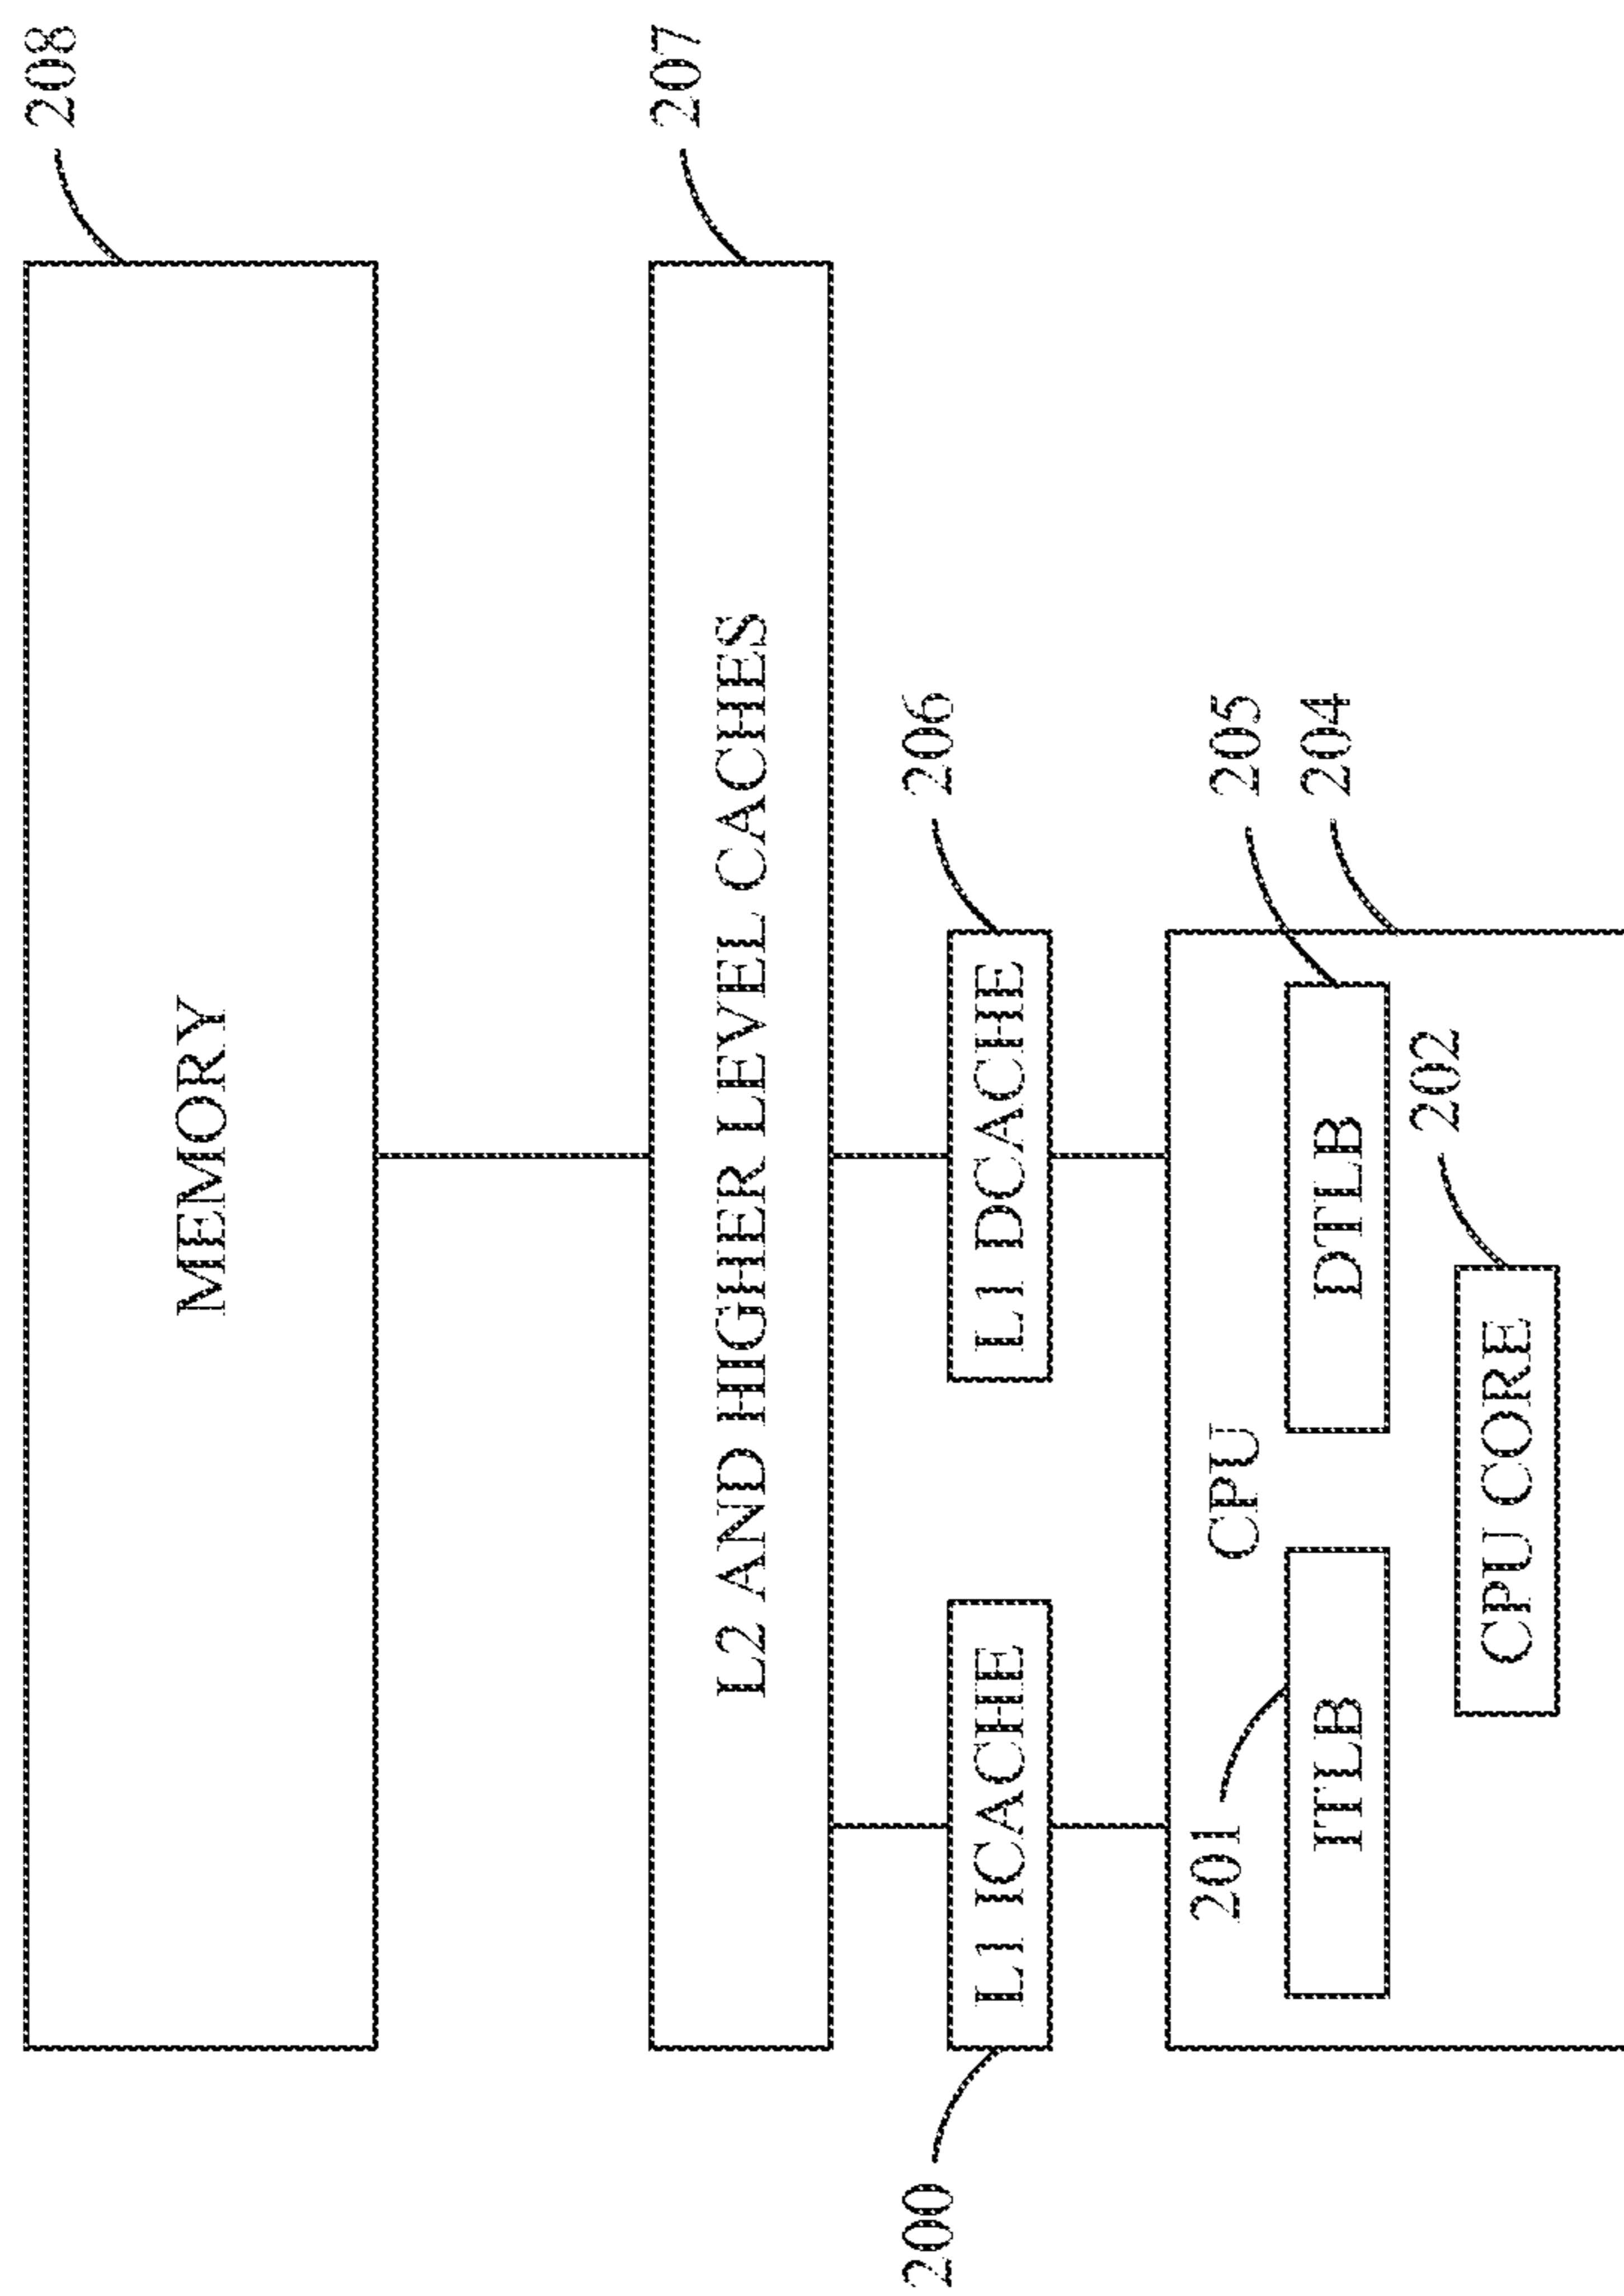 208
MEMORY
207
L2 AND HIGHER LEVEL CACHES
200
206
L1 ICACHE
L1 DCACHE
201
CPU
205
204
ITLB
DTLB
202
CPU CORE